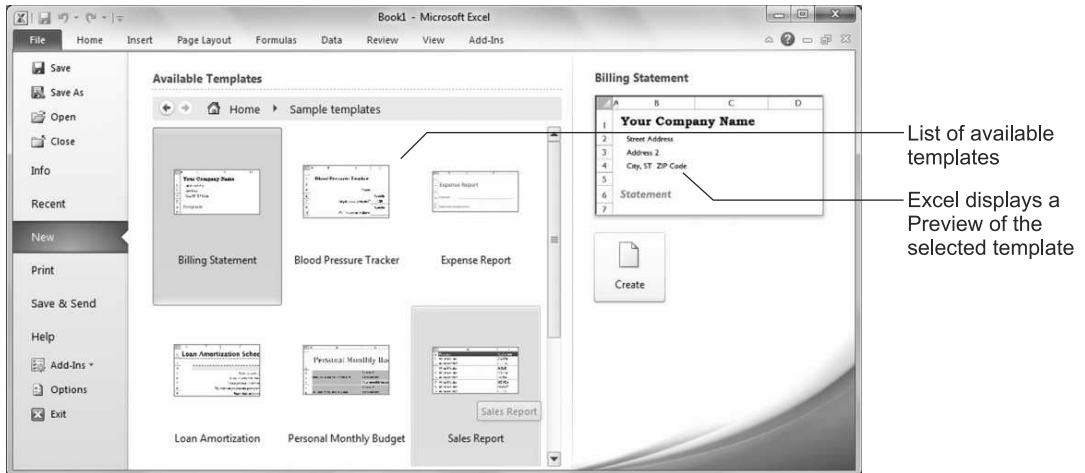 Book1 - Microsoft Excel
File Home Insert Page Layout Formulas Data Review View Add-Ins
Save
Save As
Open
Close
Info
Recent
New
Print
Save & Send
Help
Add-Ins
Options
Exit
Available Templates
Home Sample templates
Your Company Name
Statement
Billing Statement
Blood Pressure Tracker
Blood Pressure Tracker
Expense Report
Expense Report
Loan Amortization Sched
Loan Amortization
Personal Monthly Bu
Personal Monthly Budget
Sales Report
Sales Report
Billing Statement
A B C D
1 Your Company Name
2 Street Address
3 Address 2
4 City, ST ZIP Code
5
6 Statement
7
Create
List of available
templates
Excel displays a
Preview of the
selected template